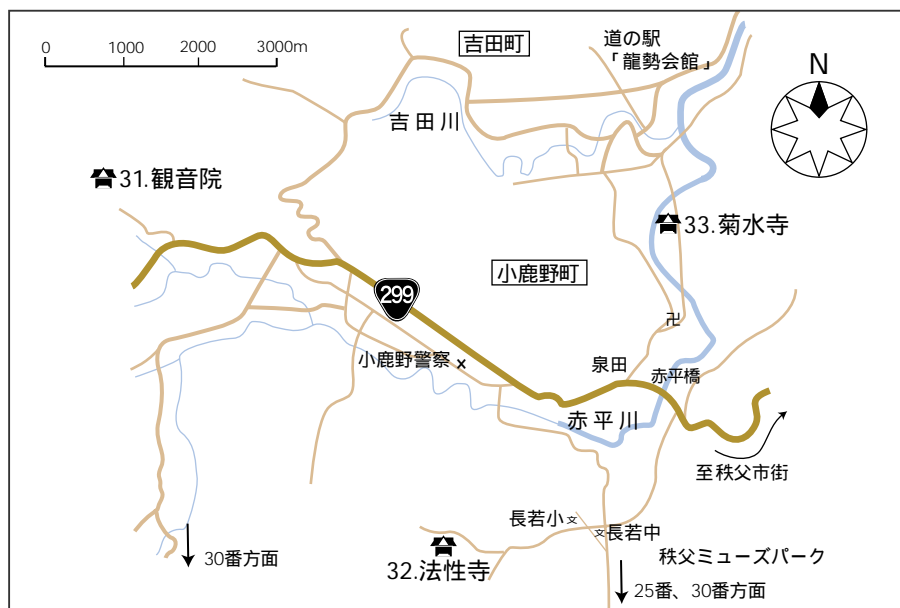 0 1000 2000 3000m
吉田町
道の駅
「龍勢会館」
N
吉田川
31.観音院
33.菊水寺
小鹿野町
299
卍
小鹿野警察
泉田
赤平橋
赤平川
至秩父市街
長若小文
文長若中
30番方面
32.法性寺
秩父ミューズパーク
25番、30番方面